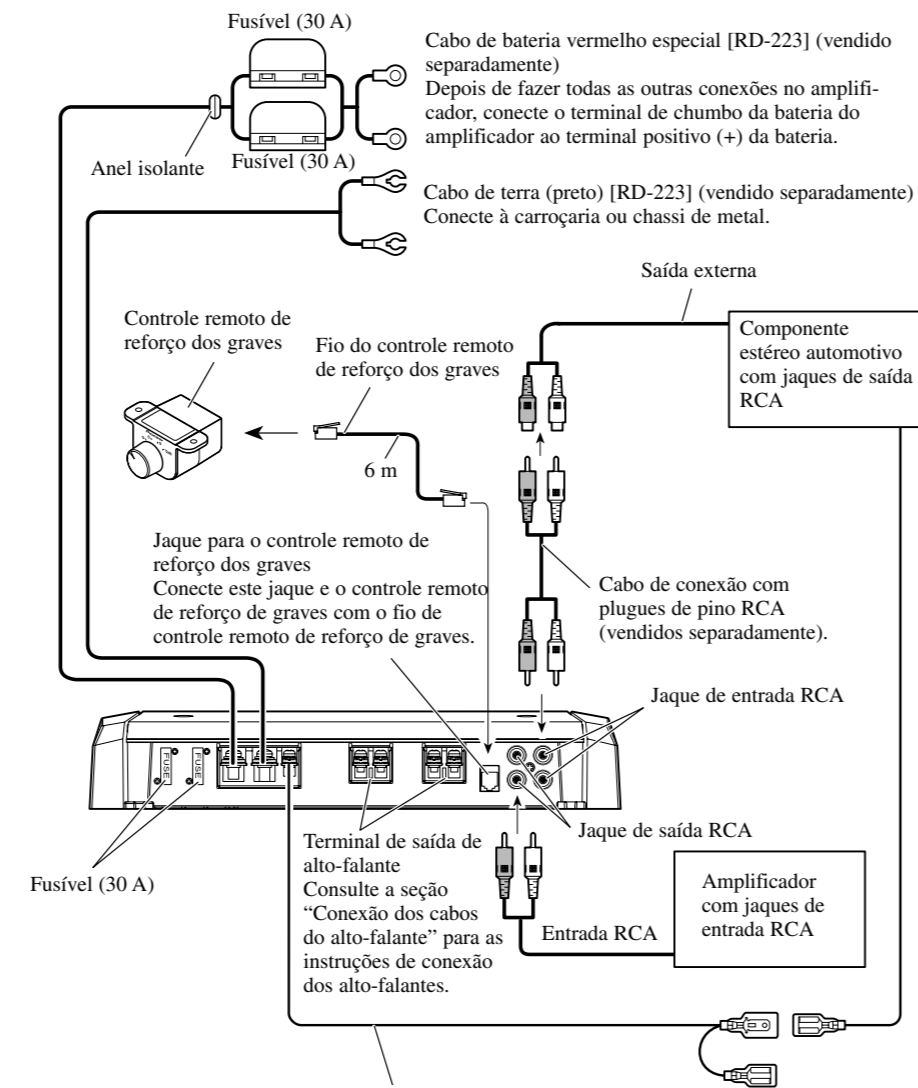 Fusível (30 A)
Cabo de bateria vermelho especial [RD-223] (vendido
separadamente)
Depois de fazer todas as outras conexões no amplifi-
cador, conecte o terminal de chumbo da bateria do
amplificador ao terminal positivo (+) da bateria.
Anel isolante
Fusível (30 A)
Cabo de terra (preto) [RD-223] (vendido separadamente)
Conecte à carroçaria ou chassi de metal.
Saída externa
Controle remoto de
reforço dos graves
Fio do controle remoto
de reforço dos graves
Componente
estéreo automotivo
com jaques de saída
RCA
6 m
Jaque para o controle remoto de
reforço dos graves
Conecte este jaque e o controle remoto
de reforço de graves com o fio de
controle remoto de reforço de graves.
Cabo de conexão com
plugues de pino RCA
(vendidos separadamente).
Jaque de entrada RCA
FUSE
FUSE
Jaque de saída RCA
Terminal de saída de
alto-falante
Consulte a seção
“Conexão dos cabos
do alto-falante” para as
instruções de conexão
dos alto-falantes.
Fusível (30 A)
Entrada RCA
Amplificador
com jaques de
entrada RCA